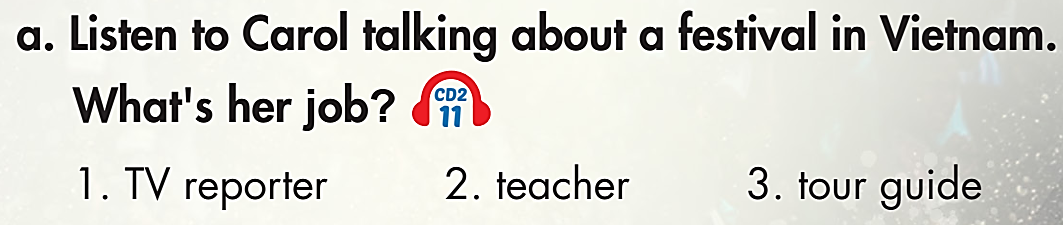 a. Listen to Carol talking about a festival in Vietnam.
What's her job? CD2 11
1. TV reporter 2. teacher 3. tour guide